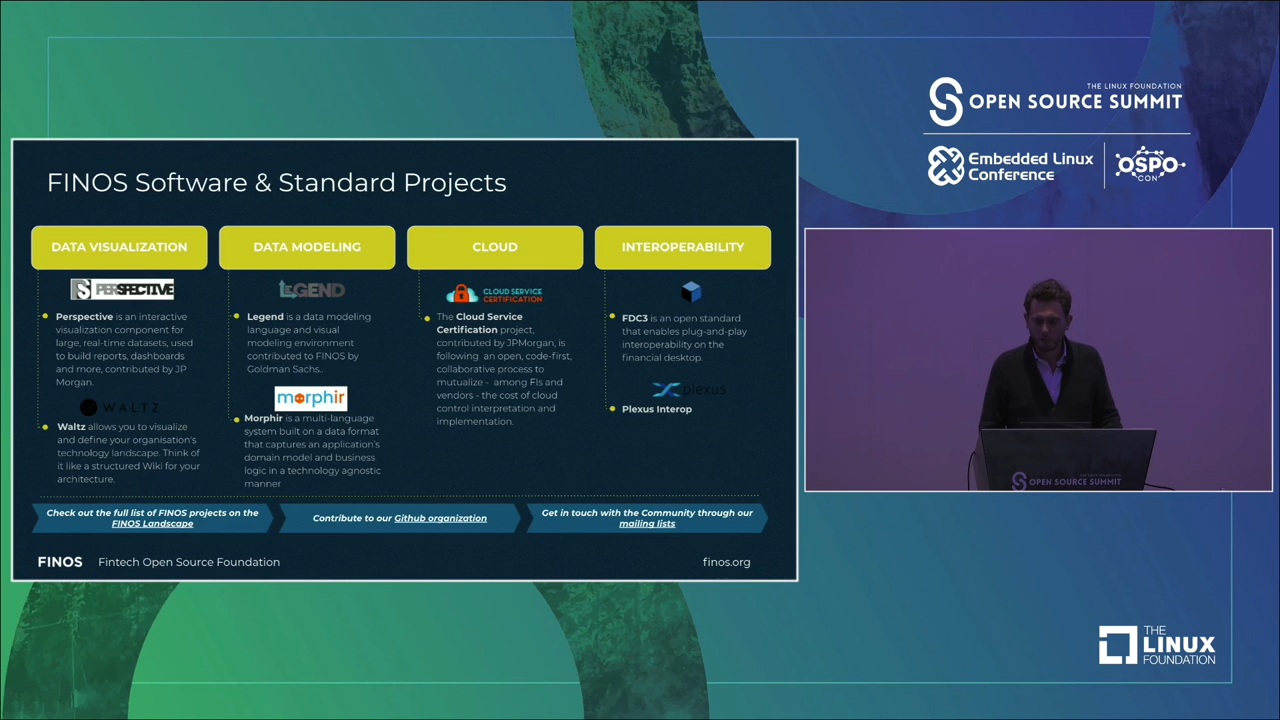 THE LINUX FOUNDATION
OPEN SOURCE SUMMIT
Embedded Linux
Conference
OSPO
CON
FINOS Software & Standard Projects
DATA VISUALIZATION
PERSPECTIVE
Perspective is an interactive
visualization component for
large, real-time datasets, used
to build reports, dashboards
and more, contributed by JP
Morgan.
WALTZ
Waltz allows you to visualize
and define your organisation's
technology landscape. Think of
it like a structured Wiki for your
architecture.
DATA MODELING
LEGEND
Legend is a data modeling
language and visual
modeling environment
contributed to FINOS by
Goldman Sachs..
morphir
Morphir is a multi-language
system built on a data format
that captures an application's
domain model and business
logic in a technology agnostic
manner
CLOUD
CLOUD SERVICE
CERTIFICATION
The Cloud Service
Certification project,
contributed by JPMorgan, is
following an open, code-first,
collaborative process to
mutualize - among FIs and
vendors - the cost of cloud
control interpretation and
implementation.
INTEROPERABILITY
FDC3 is an open standard
that enables plug-and-play
interoperability on the
financial desktop.
plexus
Plexus Interop
Check out the full list of FINOS projects on the
FINOS Landscape
Contribute to our Github organization
Get in touch with the Community through our
mailing lists
FINOS Fintech Open Source Foundation
finos.org
OPEN SOURCE SUMMIT
THE
LINUX
FOUNDATION